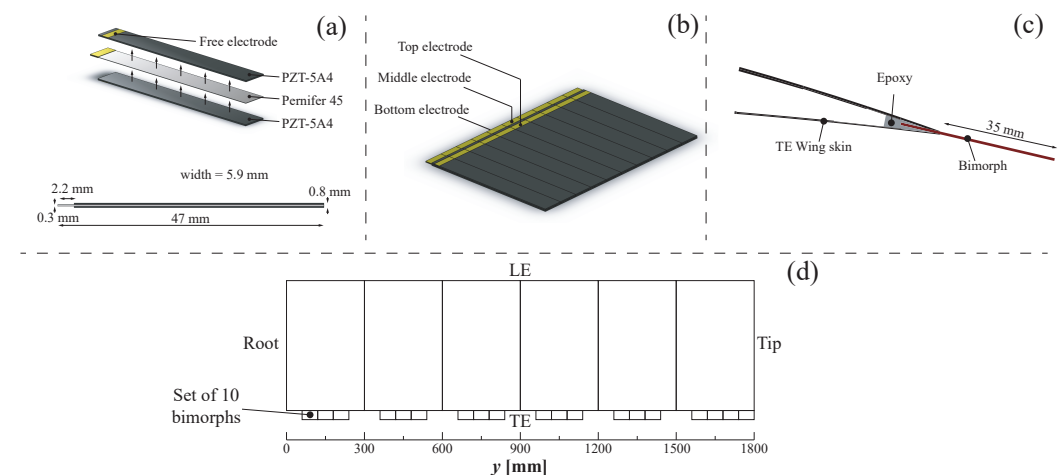 (a)
Free electrode
PZT-5A4
Pernifer 45
PZT-5A4
width = 5.9 mm
2.2 mm
0.8 mm
0.3 mm
47 mm
(b)
Top electrode
Middle electrode
Bottom electrode
(c)
Epoxy
35 mm
TE Wing skin
Bimorph
(d)
LE
Root
Tip
Set of 10
bimorphs
TE
0 300 600 900 1200 1500 1800
y [mm]